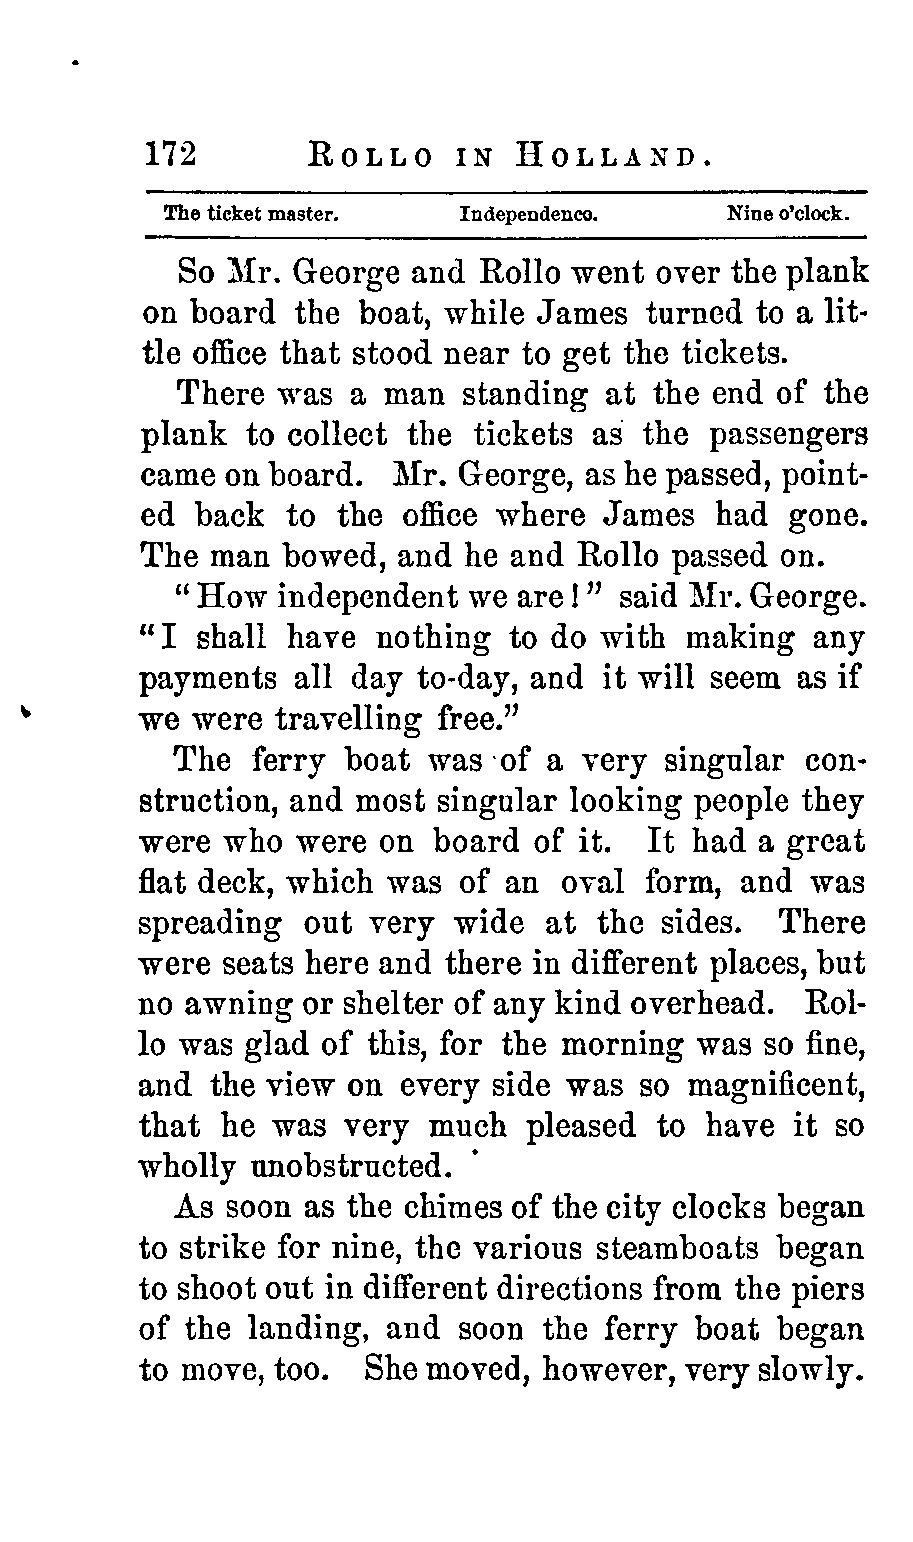 172 ROLLO IN HOLLAND.
The ticket master. Independence. Nine o'clock.
So Mr. George and Rollo went over the plank
on board the boat, while James turned to a lit-
tle office that stood near to get the tickets.
There was a man standing at the end of the
plank to collect the tickets as the passengers
came on board. Mr. George, as he passed, point-
ed back to the office where James had gone.
The man bowed, and he and Rollo passed on.
"How independent we are!" said Mr. George.
"I shall have nothing to do with making any
payments all day to-day, and it will seem as if
we were travelling free."
The ferry boat was of a very singular con-
struction, and most singular looking people they
were who were on board of it. It had a great
flat deck, which was of an oval form, and was
spreading out very wide at the sides. There
were seats here and there in different places, but
no awning or shelter of any kind overhead. Rol-
lo was glad of this, for the morning was so fine,
and the view on every side was so magnificent,
that he was very much pleased to have it so
wholly unobstructed.
As soon as the chimes of the city clocks began
to strike for nine, the various steamboats began
to shoot out in different directions from the piers
of the landing, and soon the ferry boat began
to move, too. She moved, however, very slowly.